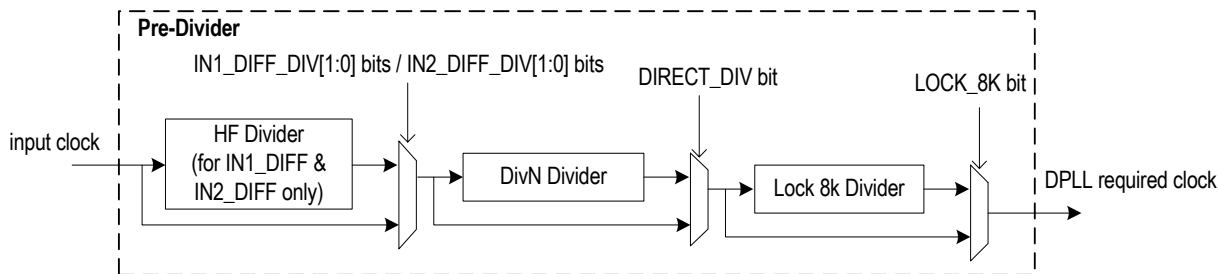 Pre-Divider
IN1_DIFF_DIV[1:0] bits / IN2_DIFF_DIV[1:0] bits
DIRECT_DIV bit
LOCK_8K bit
input clock
HF Divider
(for IN1_DIFF &
IN2_DIFF only)
DivN Divider
Lock 8k Divider
DPLL required clock